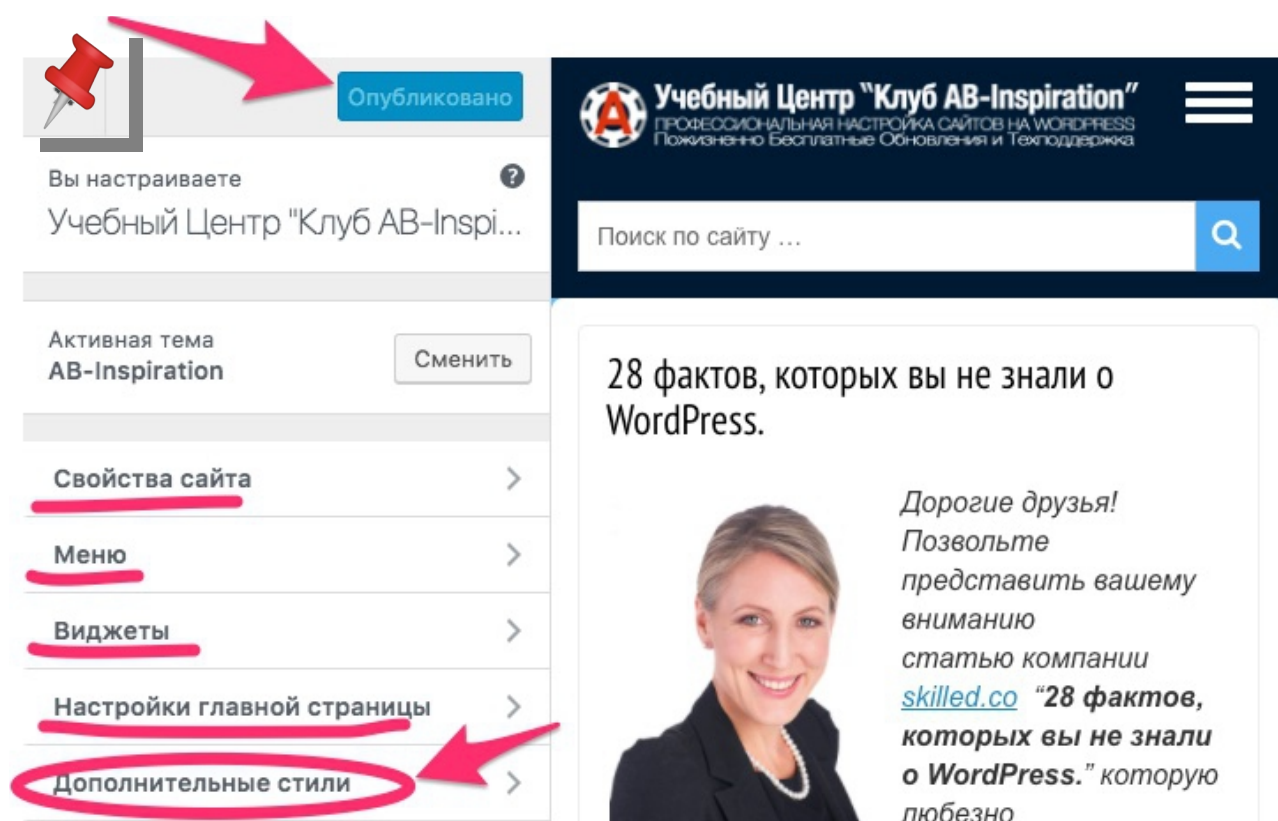 Опубликовано
Вы настраиваете
Учебный Центр "Клуб AB-Inspi...
Активная тема
AB-Inspiration
Сменить
Свойства сайта
Меню
Виджеты
Настройки главной страницы
Дополнительные стили
Учебный Центр "Клуб AB-Inspiration"
ПРОФЕССИОНАЛЬНАЯ НАСТРОЙКА САЙТОВ НА WORDPRESS
Пожизненно Бесплатные Обновления и Техподдержка
Поиск по сайту ...
28 фактов, которых вы не знали о
WordPress.
Дорогие друзья!
Позвольте
представить вашему
вниманию
статью компании
skilled.co “28 фактов,
которых вы не знали
о WordPress.” которую
любезно